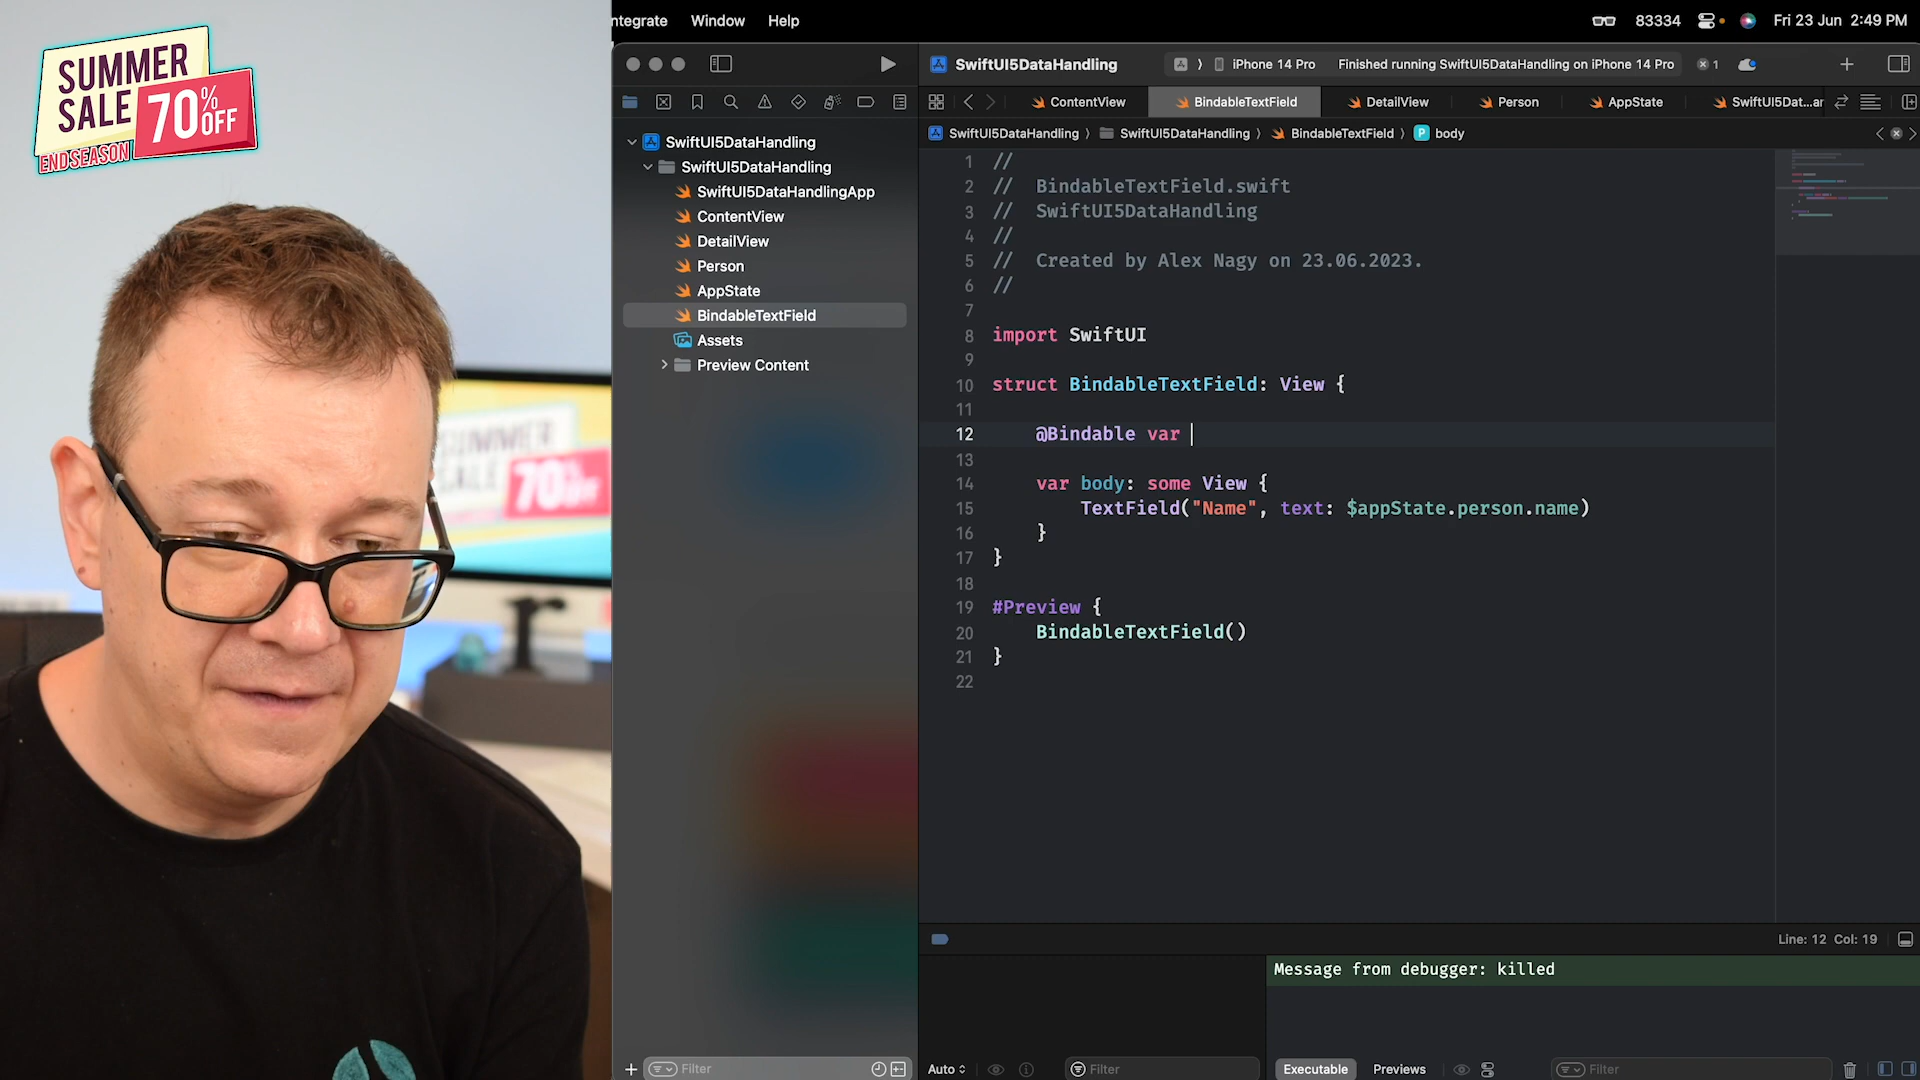 SUMMER
SALE 70% OFF
END SEASON
SALE
70%
ntegrate Window Help
83334 Fri 23 Jun 2:49 PM
SwiftUI5DataHandling
iPhone 14 Pro Finished running SwiftUI5DataHandling on iPhone 14 Pro 1
ContentView BindableTextField DetailView Person AppState SwiftUI5Dat...ar
SwiftUI5DataHandling SwiftUI5DataHandling BindableTextField P body
SwiftUI5DataHandling
SwiftUI5DataHandling
SwiftUI5DataHandlingApp
ContentView
DetailView
Person
AppState
BindableTextField
Assets
Preview Content
1 //
2 // BindableTextField.swift
3 // SwiftUI5DataHandling
4 //
5 // Created by Alex Nagy on 23.06.2023.
6 //
7
8 import SwiftUI
9
10 struct BindableTextField: View {
11
12 @Bindable var
13
14 var body: some View {
15 TextField("Name", text: $appState.person.name)
16 }
17 }
18
19 #Preview {
20 BindableTextField()
21 }
22
Line: 12 Col: 19
Message from debugger: killed
Filter
Auto
Filter
Executable Previews
Filter